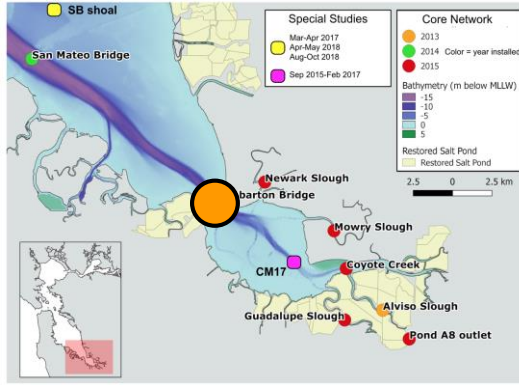 SB shoal
San Mateo Bridge
Special Studies
Mar-Apr 2017
Apr-May 2018
Aug-Oct 2018
Sep 2015-Feb 2017
Core Network
2013
2014 Color = year installed
2015
Bathymetry (m below MLLW)
-15
-10
-5
0
5
Restored Salt Pond
Restored Salt Pond
2.5 0 2.5 km
Newark Slough
barton Bridge
Mowry Slough
CM17
Coyote Creek
Alviso Slough
Guadalupe Slough
Pond A8 outlet